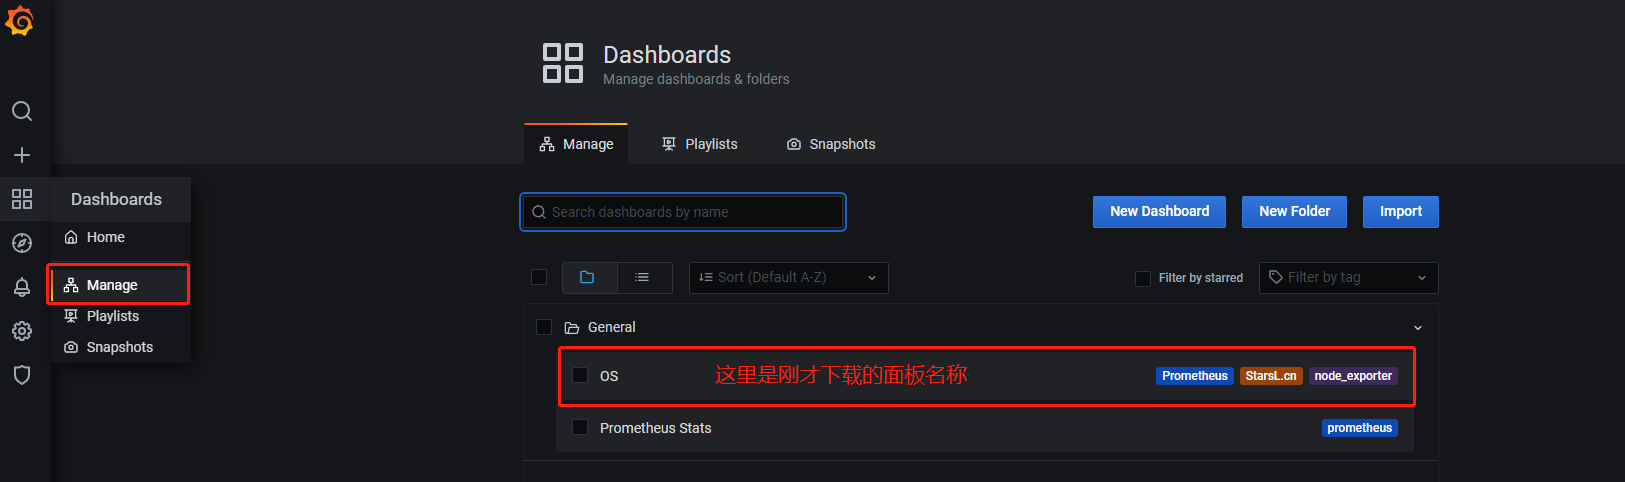 Dashboards
Manage dashboards & folders
Manage
Playlists
Snapshots
Dashboards
Home
Manage
Playlists
Snapshots
Search dashboards by name
New Dashboard
New Folder
Import
Sort (Default A-Z)
Filter by starred
Filter by tag
General
OS
这里是刚才下载的面板名称
Prometheus
StarsL.cn
node_exporter
Prometheus Stats
prometheus